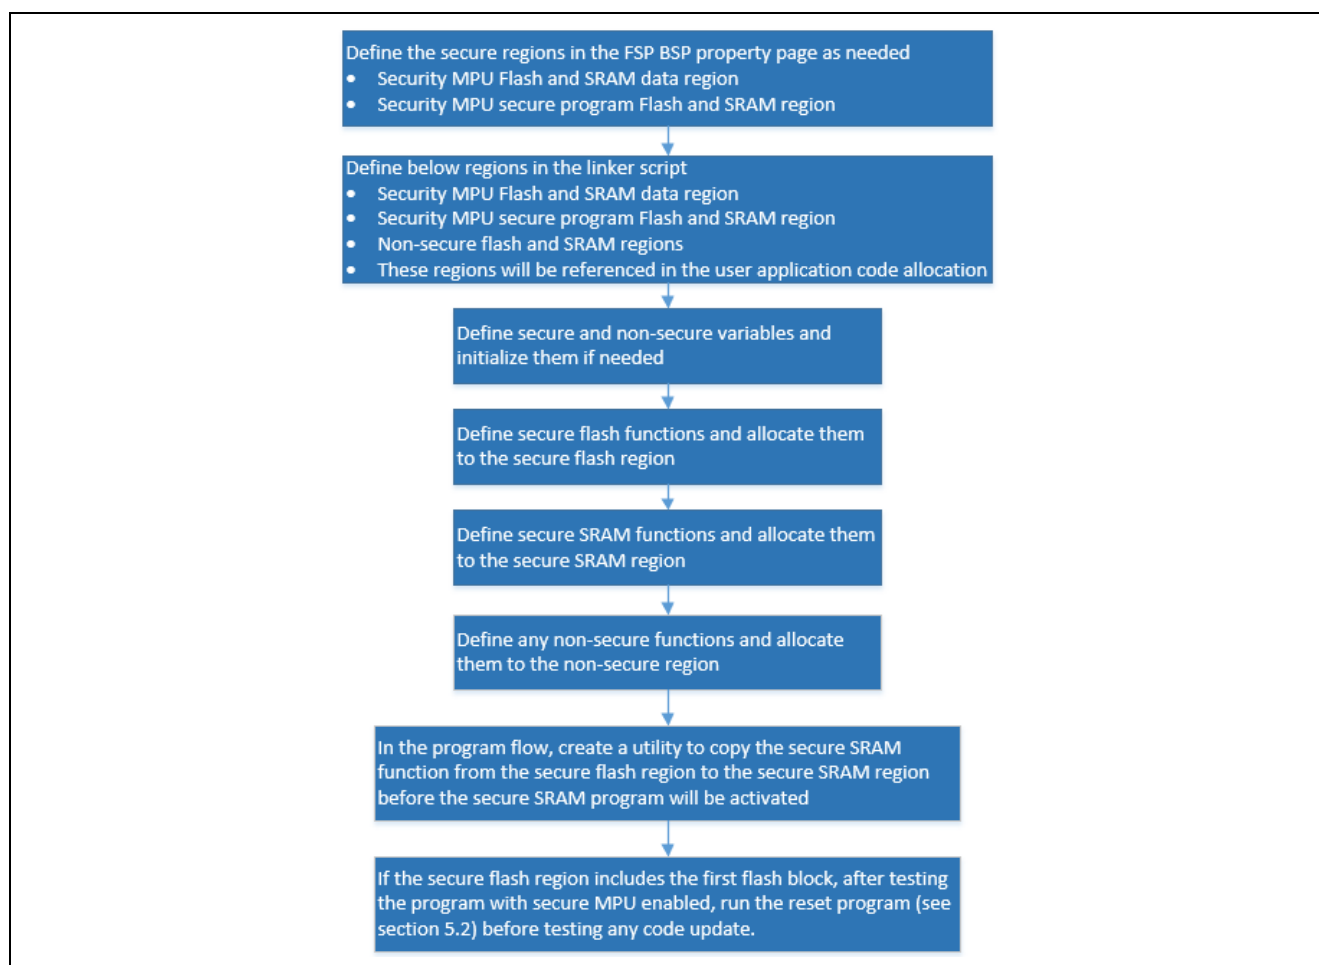 Define the secure regions in the FSP BSP property page as needed
• Security MPU Flash and SRAM data region
• Security MPU secure program Flash and SRAM region
Define below regions in the linker script
• Security MPU Flash and SRAM data region
• Security MPU secure program Flash and SRAM region
• Non-secure flash and SRAM regions
• These regions will be referenced in the user application code allocation
Define secure and non-secure variables and
initialize them if needed
Define secure flash functions and allocate them
to the secure flash region
Define secure SRAM functions and allocate them
to the secure SRAM region
Define any non-secure functions and allocate
them to the non-secure region
In the program flow, create a utility to copy the secure SRAM
function from the secure flash region to the secure SRAM region
before the secure SRAM program will be activated
If the secure flash region includes the first flash block, after testing
the program with secure MPU enabled, run the reset program (see
section 5.2) before testing any code update.